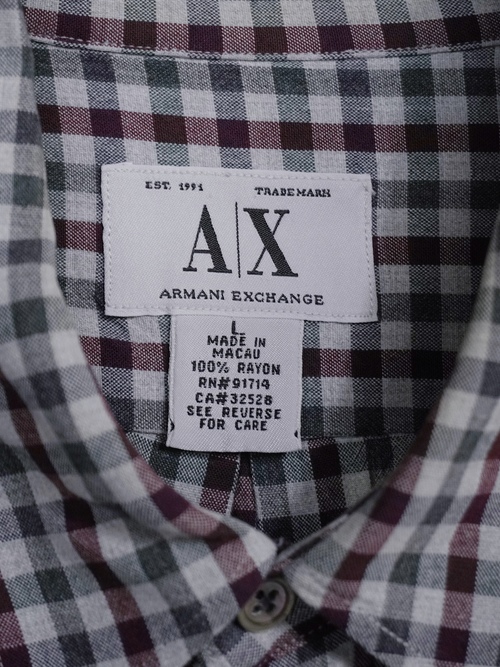 EST. 1991 TRADEMARK
A|X
ARMANI EXCHANGE
L
MADE IN
MACAU
100% RAYON
RN#91714
CA#32528
SEE REVERSE
FOR CARE